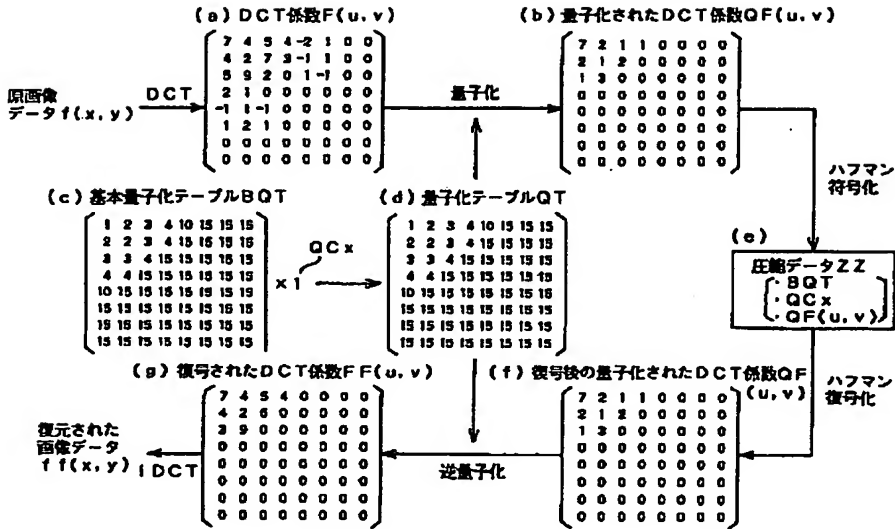 (a) DCT係数F(u, v)
7 4 5 4 -2 1 0 0
4 2 7 3 -1 1 0 0
5 9 2 0 1 -1 0 0
2 1 0 0 0 0 0 0
-1 1 -1 0 0 0 0 0
1 2 1 0 0 0 0 0
0 0 0 0 0 0 0 0
0 0 0 0 0 0 0 0
原画像
データf(x, y)
DCT
量子化
(b) 量子化されたDCT係数QF(u, v)
7 2 1 1 0 0 0 0
2 1 2 0 0 0 0 0
1 3 0 0 0 0 0 0
0 0 0 0 0 0 0 0
0 0 0 0 0 0 0 0
0 0 0 0 0 0 0 0
0 0 0 0 0 0 0 0
0 0 0 0 0 0 0 0
ハフマン
符号化
(c) 基本量子化テーブルBQT
1 2 3 4 10 15 15 15
2 2 3 4 15 15 15 15
3 3 4 15 15 15 15 15
4 4 15 15 15 15 15 15
10 15 15 15 15 15 15 15
15 15 15 15 15 15 15 15
15 15 15 15 15 15 15 15
15 15 15 15 15 15 15 15
QCx
×1
(d) 量子化テーブルQT
1 2 3 4 10 15 15 15
2 2 3 4 15 15 15 15
3 3 4 15 15 15 15 15
4 4 15 15 15 15 15 15
10 15 15 15 15 15 15 15
15 15 15 15 15 15 15 15
15 15 15 15 15 15 15 15
15 15 15 15 15 15 15 15
(e)
圧縮データZZ
・BQT
・QCx
・QF(u, v)
ハフマン
復号化
(g) 復号されたDCT係数FF(u, v)
7 4 5 4 0 0 0 0
4 2 6 0 0 0 0 0
3 9 0 0 0 0 0 0
0 0 0 0 0 0 0 0
0 0 0 0 0 0 0 0
0 0 0 0 0 0 0 0
0 0 0 0 0 0 0 0
0 0 0 0 0 0 0 0
復元された
画像データ
ff(x, y)
iDCT
逆量子化
(f) 復号後の量子化されたDCT係数QF
(u, v)
7 2 1 1 0 0 0 0
2 1 2 0 0 0 0 0
1 3 0 0 0 0 0 0
0 0 0 0 0 0 0 0
0 0 0 0 0 0 0 0
0 0 0 0 0 0 0 0
0 0 0 0 0 0 0 0
0 0 0 0 0 0 0 0